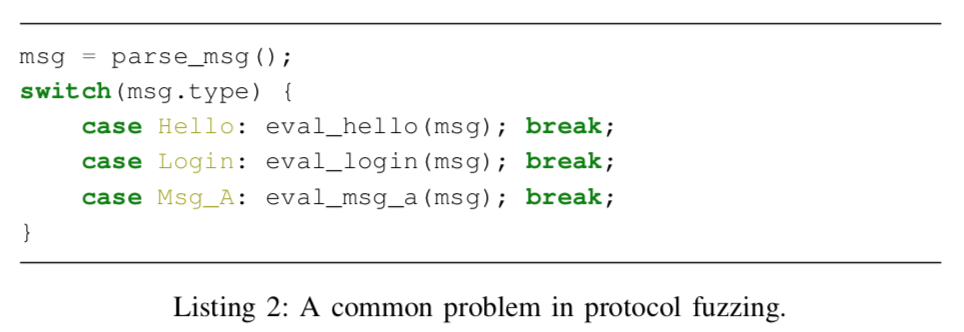 msg = parse_msg();
switch(msg.type) {
    case Hello: eval_hello(msg); break;
    case Login: eval_login(msg); break;
    case Msg_A: eval_msg_a(msg); break;
}
Listing 2: A common problem in protocol fuzzing.